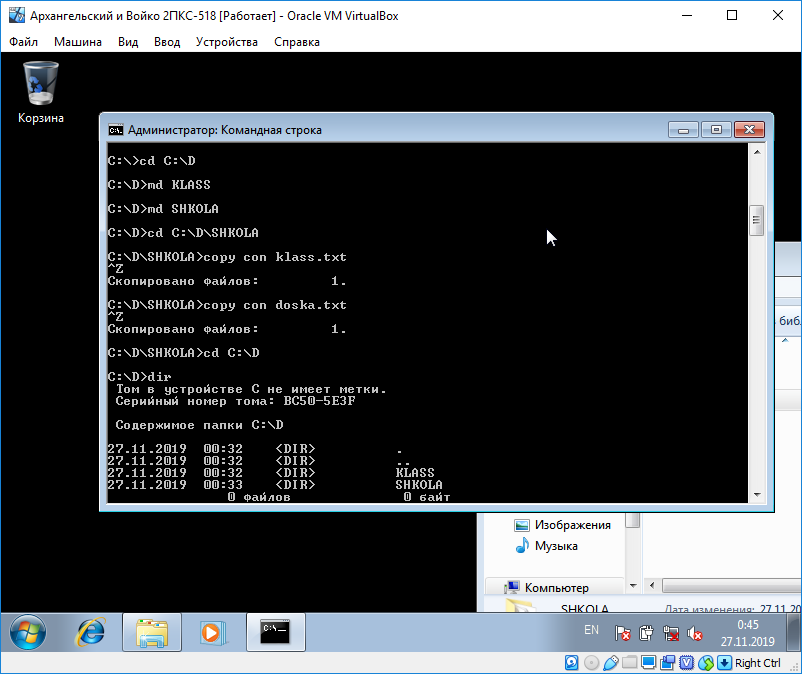 Архангельский и Войко 2ПКС-518 [Работает] - Oracle VM VirtualBox
Файл Машина Вид Ввод Устройства Справка
Корзина
Администратор: Командная строка
C:\>cd C:\D
C:\D>md KLASS
C:\D>md SHKOLA
C:\D>cd C:\D\SHKOLA
C:\D\SHKOLA>copy con klass.txt
^Z
Скопировано файлов: 1.
C:\D\SHKOLA>copy con doska.txt
^Z
Скопировано файлов: 1.
C:\D\SHKOLA>cd C:\D
C:\D>dir
Том в устройстве C не имеет метки.
Серийный номер тома: BC50-5E3F
Содержимое папки C:\D
27.11.2019 00:32 <DIR> .
27.11.2019 00:32 <DIR> ..
27.11.2019 00:32 <DIR> KLASS
27.11.2019 00:33 <DIR> SHKOLA
0 файлов 0 байт
биб
Изображения
Музыка
Компьютер
SHKOLA Дата изменения: 27.11.20
EN
0:45
27.11.2019
Right Ctrl